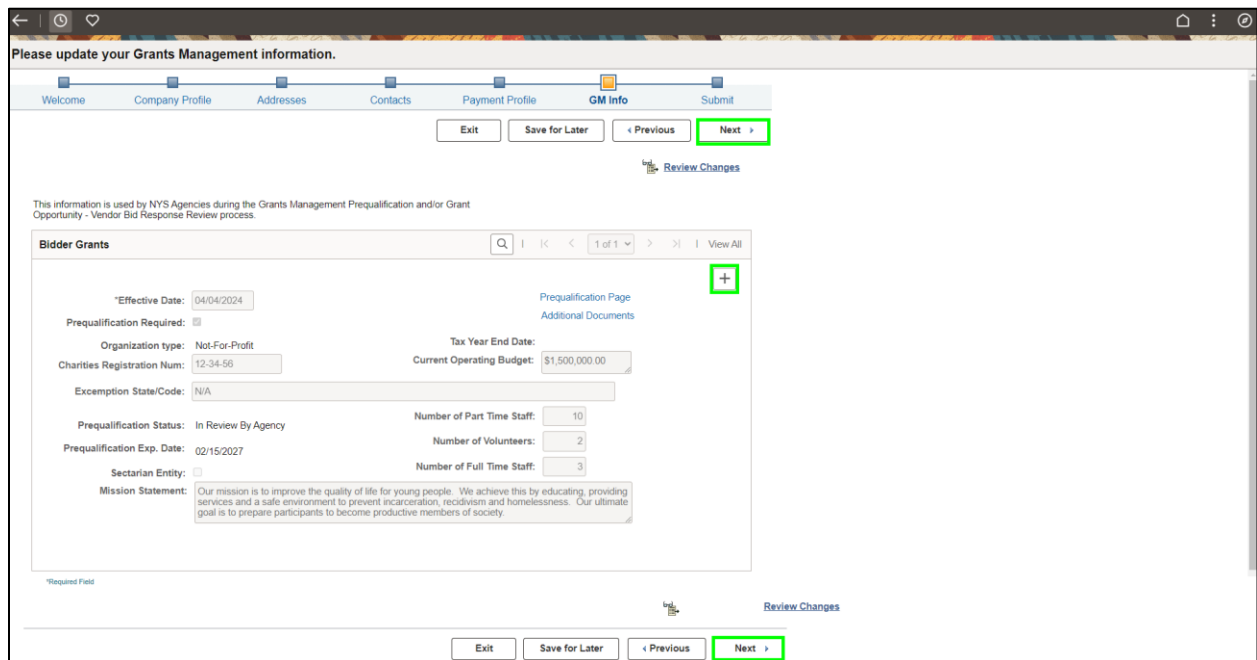 Please update your Grants Management information.
Welcome Company Profile Addresses Contacts Payment Profile GM Info Submit
Exit Save for Later Previous Next
Review Changes
This information is used by NYS Agencies during the Grants Management Prequalification and/or Grant
Opportunity - Vendor Bid Response Review process.
Bidder Grants 1 of 1 View All
*Effective Date: 04/04/2024 Prequalification Page
Additional Documents
Prequalification Required:
Organization type: Not-For-Profit Tax Year End Date:
Charities Registration Num: 12-34-56 Current Operating Budget: $1,500,000.00
Excemption State/Code: N/A
Prequalification Status: In Review By Agency Number of Part Time Staff: 10
Prequalification Exp. Date: 02/15/2027 Number of Volunteers: 2
Sectarian Entity: Number of Full Time Staff: 3
Mission Statement: Our mission is to improve the quality of life for young people. We achieve this by educating, providing
services and a safe environment to prevent incarceration, recidivism and homelessness. Our ultimate
goal is to prepare participants to become productive members of society.
*Required Field
Review Changes
Exit Save for Later Previous Next